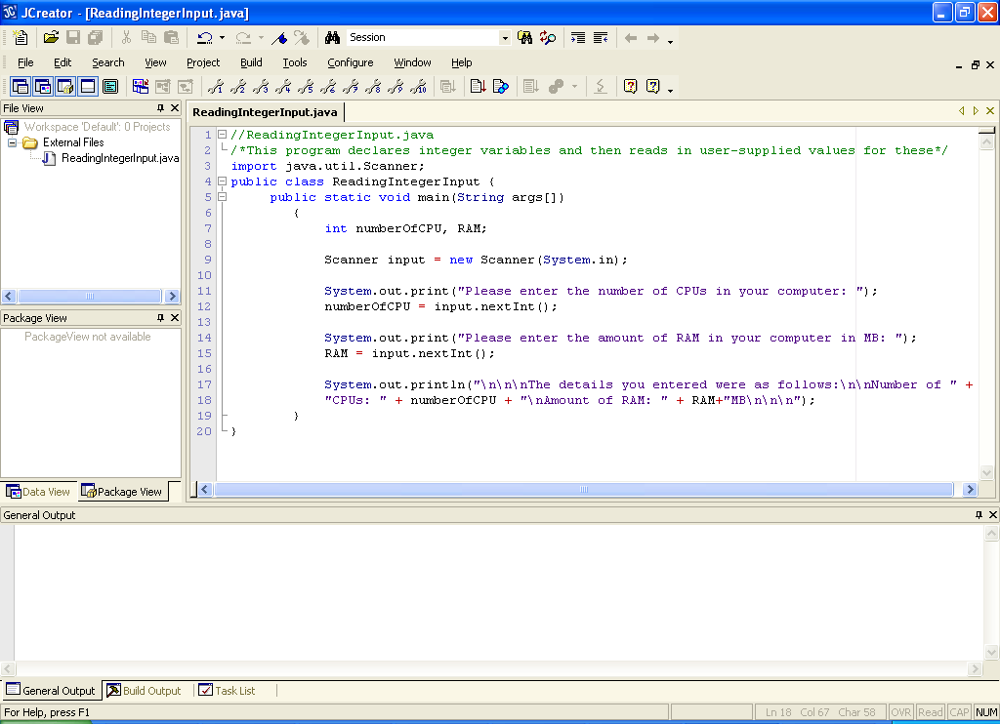 JCreator - [ReadingIntegerInput.java]
Session
File Edit Search View Project Build Tools Configure Window Help
File View
Workspace 'Default': 0 Projects
External Files
ReadingIntegerInput.java
Package View
PackageView not available
Data View Package View
ReadingIntegerInput.java
1 //ReadingIntegerInput.java
2 /*This program declares integer variables and then reads in user-supplied values for these*/
3 import java.util.Scanner;
4 public class ReadingIntegerInput {
5 public static void main(String args[])
6 {
7 int numberOfCPU, RAM;
8
9 Scanner input = new Scanner(System.in);
10
11 System.out.print("Please enter the number of CPUs in your computer: ");
12 numberOfCPU = input.nextInt();
13
14 System.out.print("Please enter the amount of RAM in your computer in MB: ");
15 RAM = input.nextInt();
16
17 System.out.println("\n\n\nThe details you entered were as follows:\n\nNumber of " +
18 "CPUs: " + numberOfCPU + "\nAmount of RAM: " + RAM+"MB\n\n\n");
19 }
20 }
General Output
General Output Build Output Task List
For Help, press F1 Ln 18 Col 67 Char 58 OVR Read CAP NUM